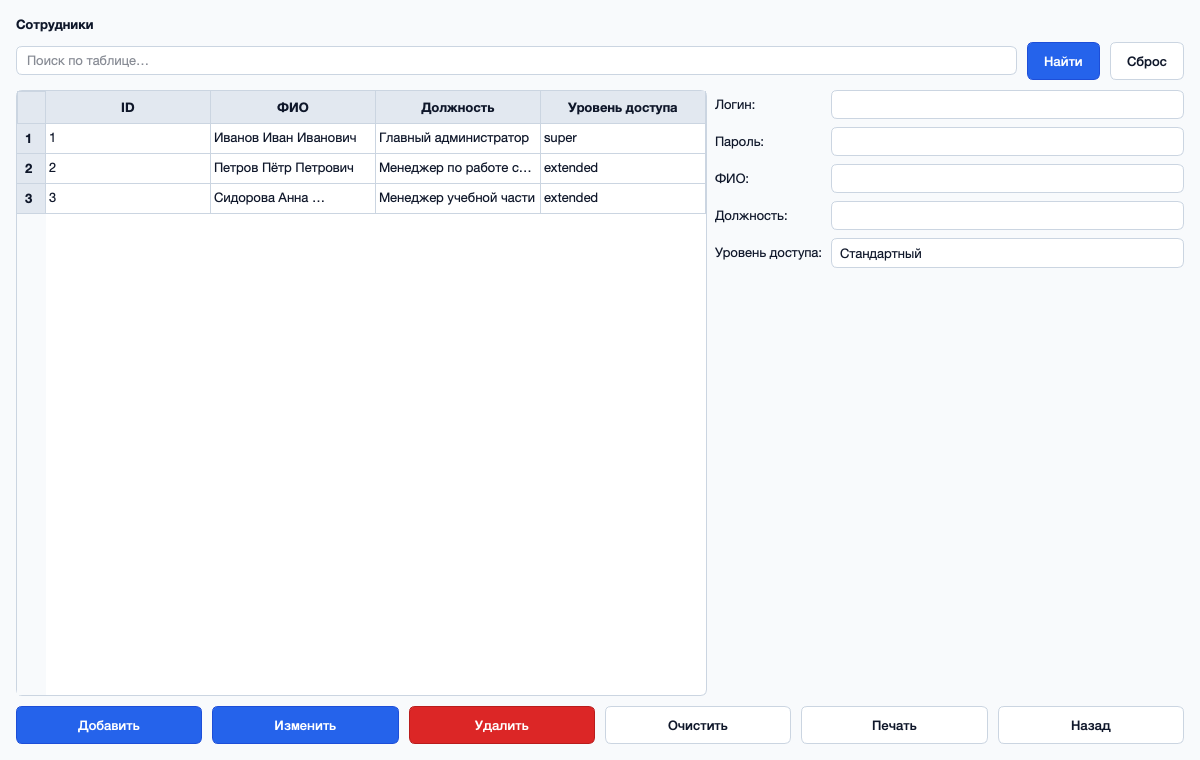 Сотрудники
Поиск по таблице...
Найти
Сброс
ID ФИО Должность Уровень доступа
1 1 Иванов Иван Иванович Главный администратор super
2 2 Петров Пётр Петрович Менеджер по работе с... extended
3 3 Сидорова Анна ... Менеджер учебной части extended
Логин:
Пароль:
ФИО:
Должность:
Уровень доступа: Стандартный
Добавить
Изменить
Удалить
Очистить
Печать
Назад